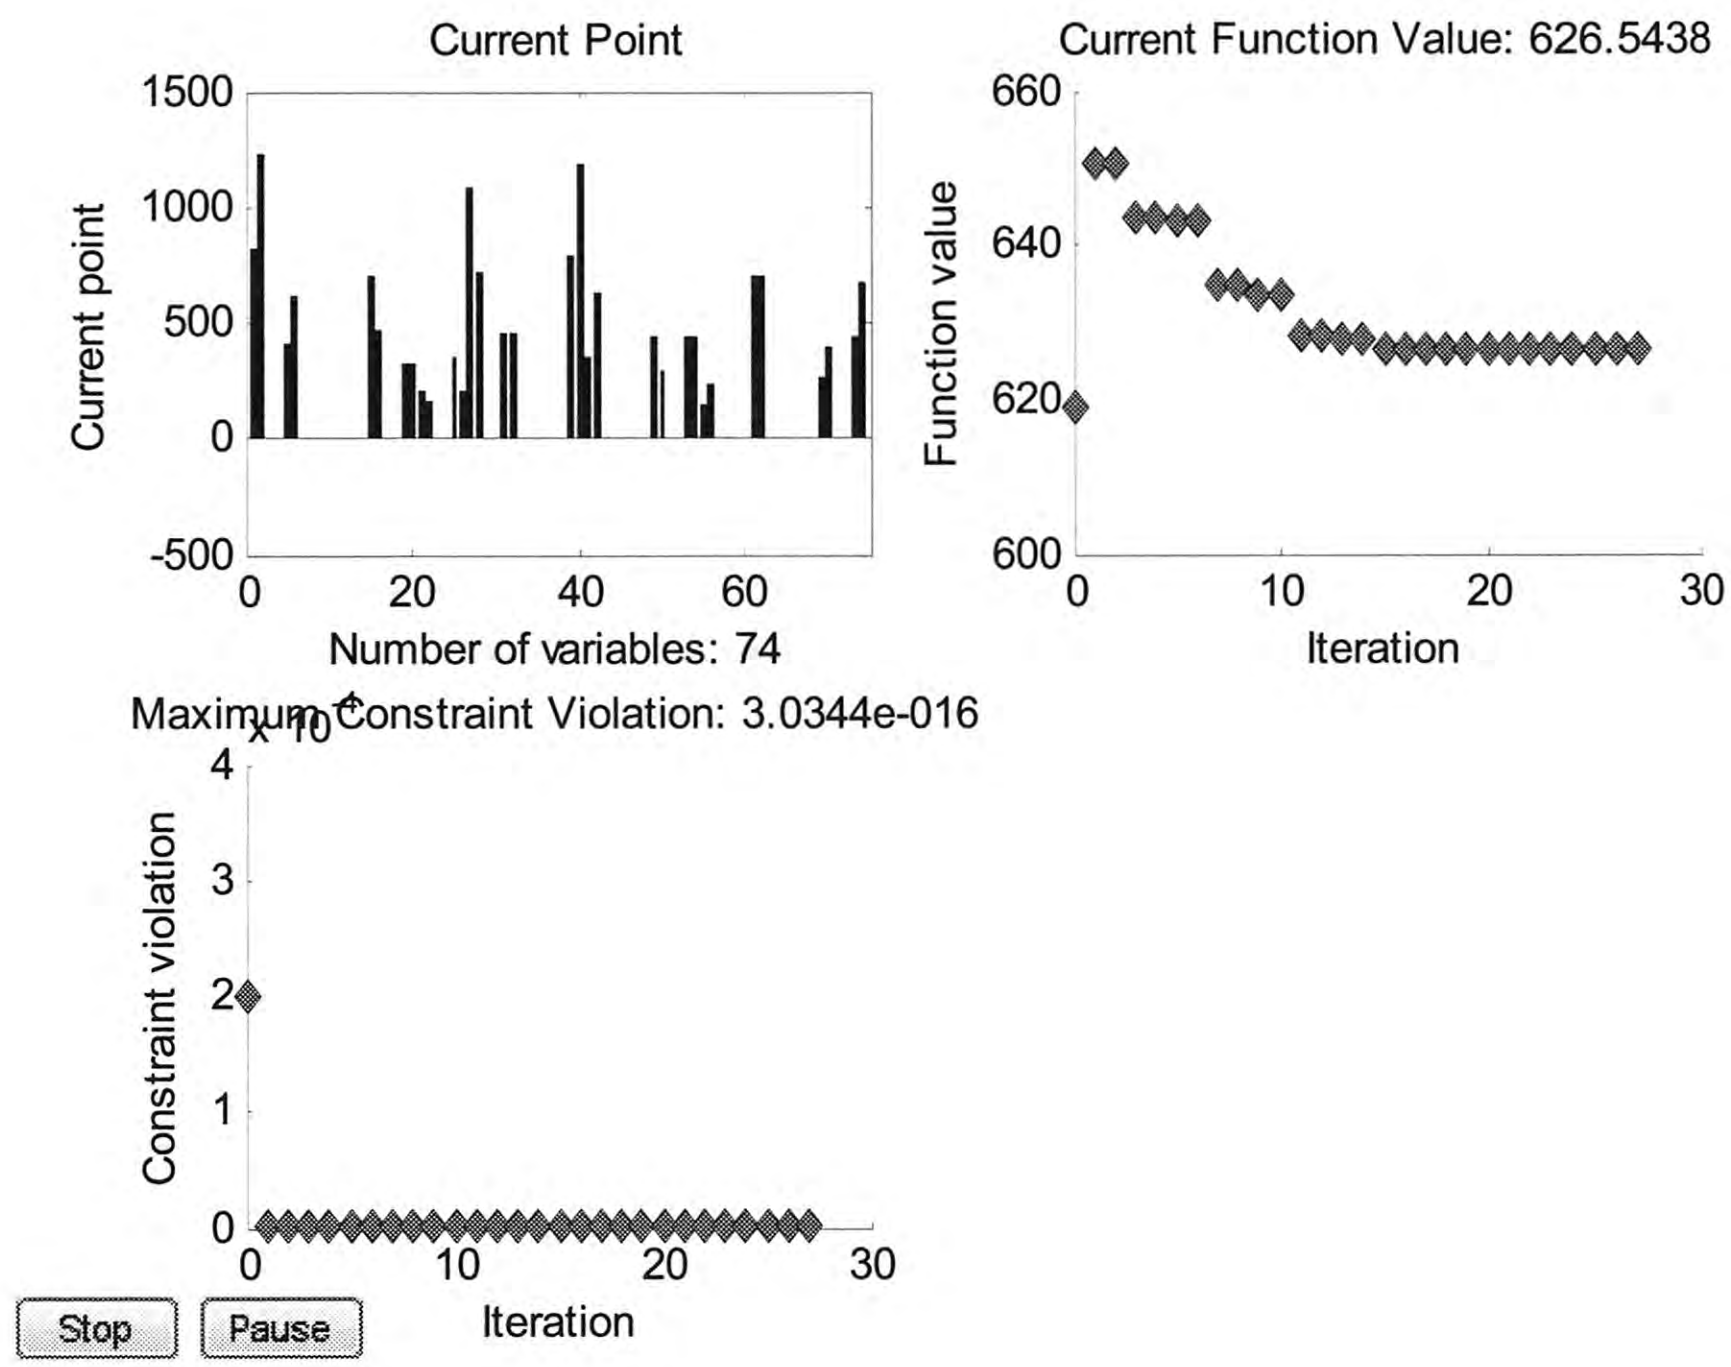 Current Point
1500
1000
500
0
-500
Current point
0 20 40 60
Number of variables: 74
Current Function Value: 626.5438
660
640
620
600
Function value
0 10 20 30
Iteration
Maximum Constraint Violation: 3.0344e-016
x 10-4
4
3
2
1
0
Constraint violation
0 10 20 30
Iteration
Stop
Pause